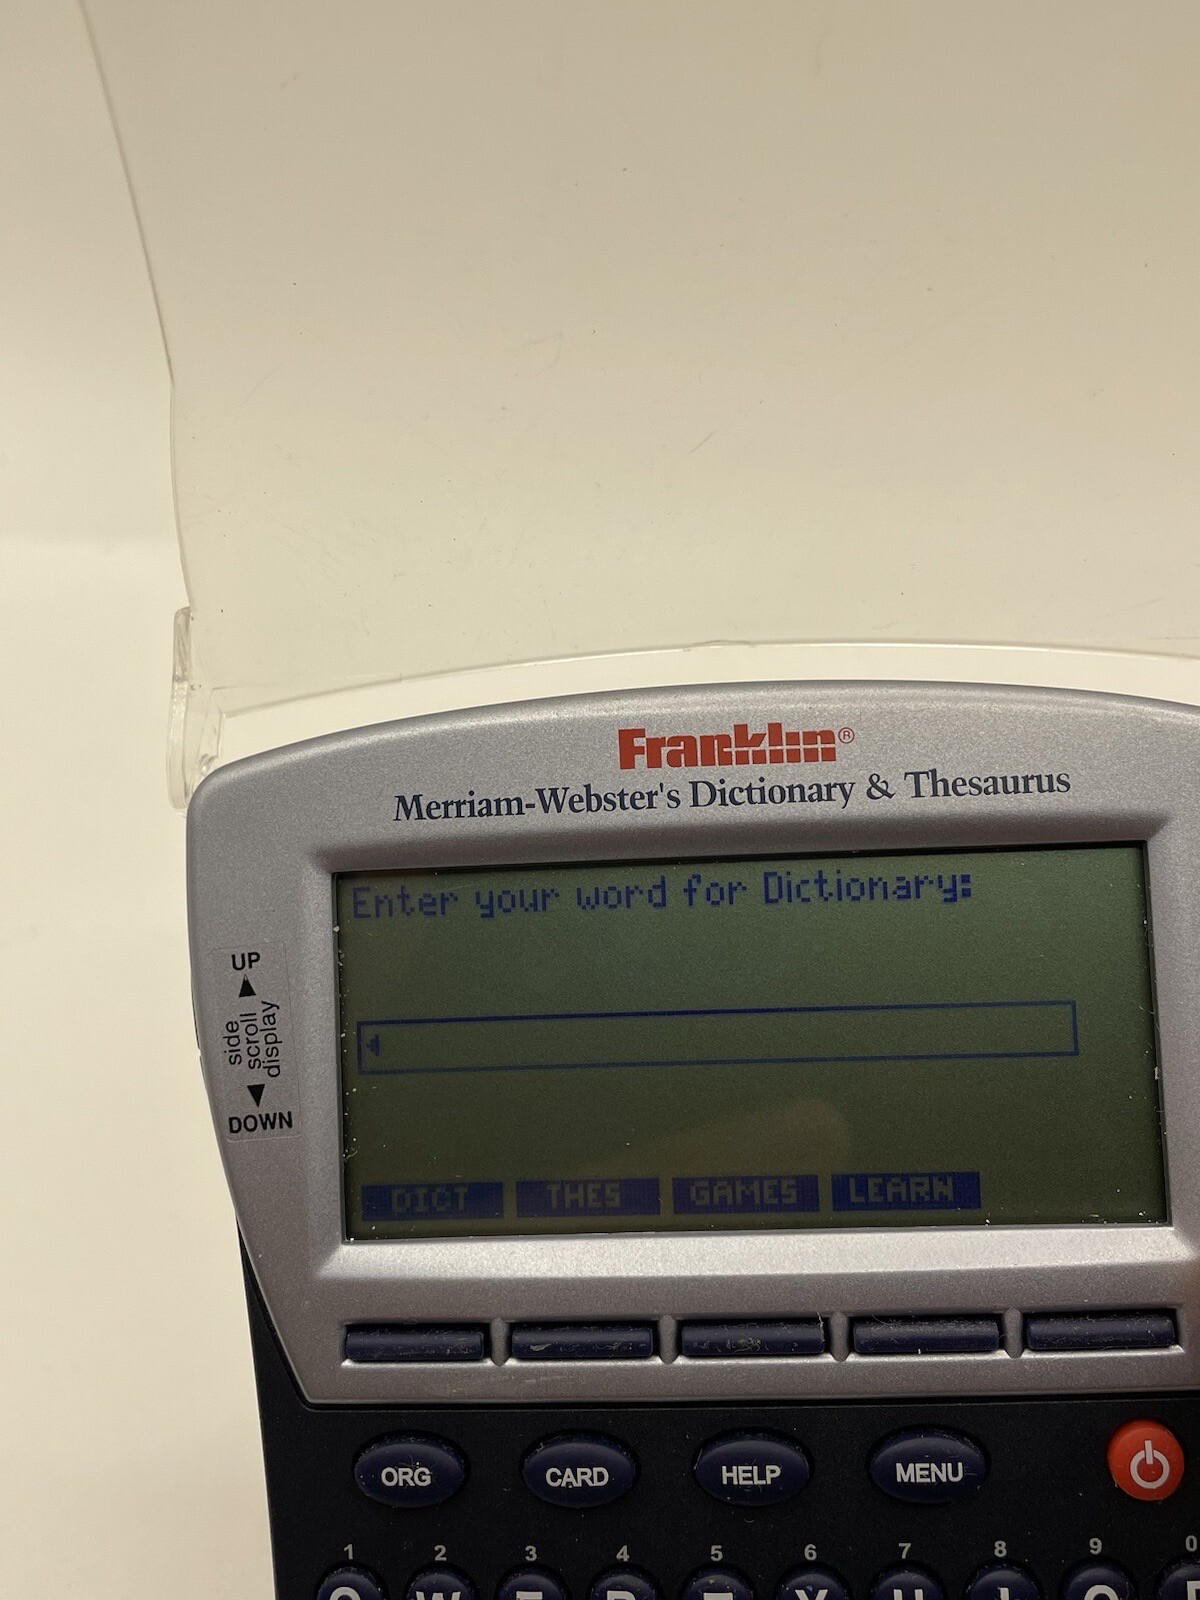 Franklin®
Merriam-Webster's Dictionary & Thesaurus
Enter your word for Dictionary:
UP
side
scroll
display
DOWN
DICT THES GAMES LEARN
ORG CARD HELP MENU
1 2 3 4 5 6 7 8 9 0